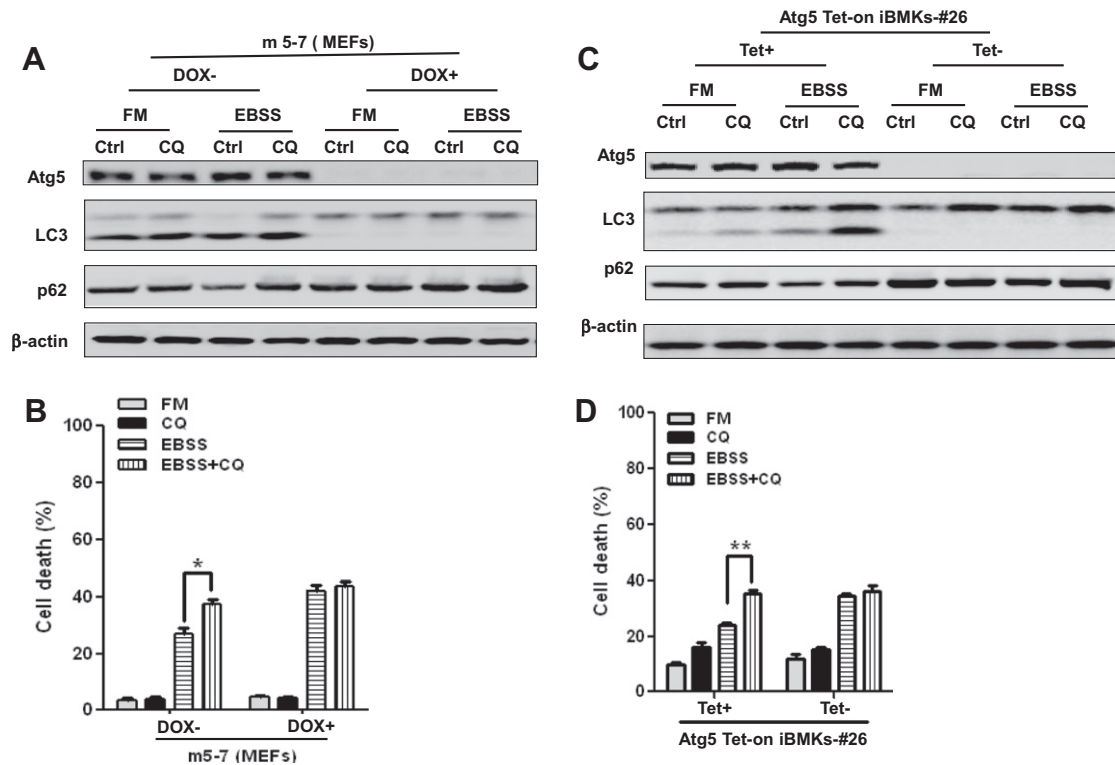 A
m 5-7 ( MEFs)
DOX- DOX+
FM EBSS FM EBSS
Ctrl CQ Ctrl CQ Ctrl CQ Ctrl CQ
Atg5
LC3
p62
β-actin
B
FM
CQ
EBSS
EBSS+CQ
Cell death (%)
100
80
60
40
20
0
*
DOX- DOX+
m5-7 (MEFs)
C
Atg5 Tet-on iBMKs-#26
Tet+ Tet-
FM EBSS FM EBSS
Ctrl CQ Ctrl CQ Ctrl CQ Ctrl CQ
Atg5
LC3
p62
β-actin
D
FM
CQ
EBSS
EBSS+CQ
Cell death (%)
100
80
60
40
20
0
**
Tet+ Tet-
Atg5 Tet-on iBMKs-#26